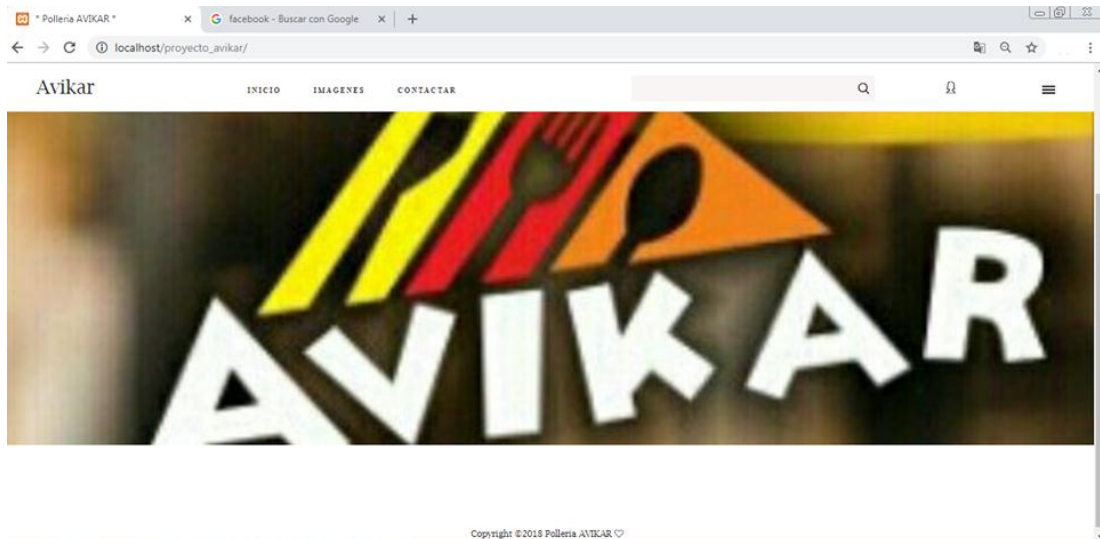 * Polleria AVIKAR *
facebook - Buscar con Google
localhost/proyecto_avikar/
Avikar
INICIO IMAGENES CONTACTAR
AVIKAR
Copyright ©2018 Polleria AVIKAR ♡